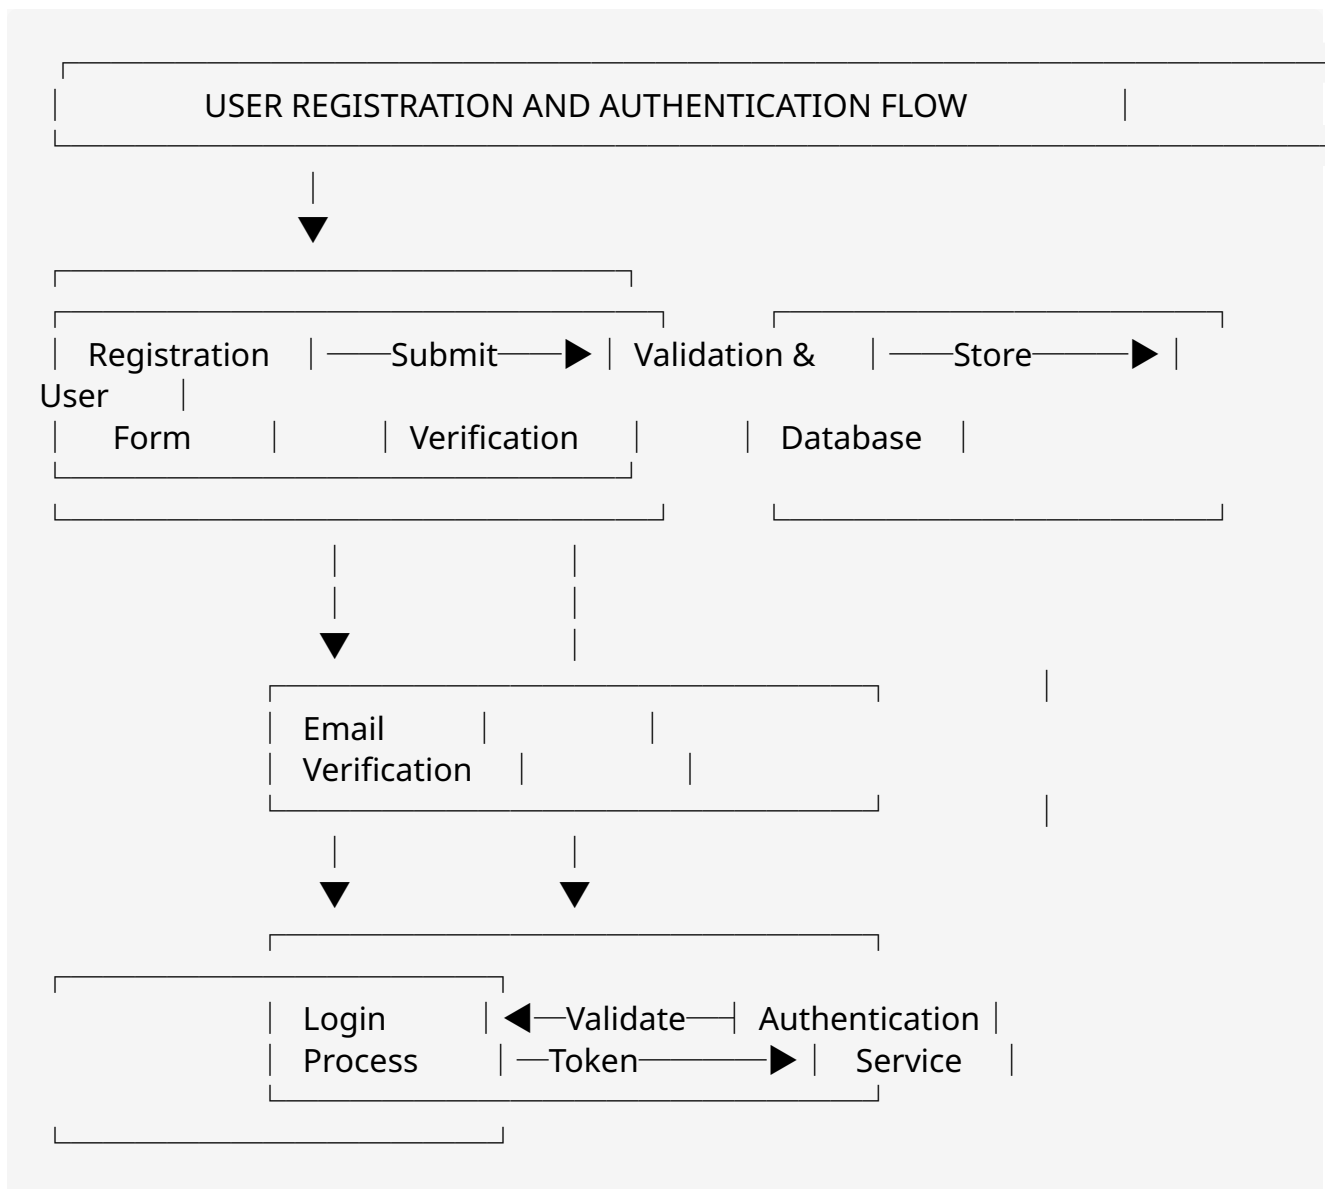 USER REGISTRATION AND AUTHENTICATION FLOW
Registration Submit Validation & Store
User
Form Verification Database
Email
Verification
Login Validate Authentication
Process Token Service